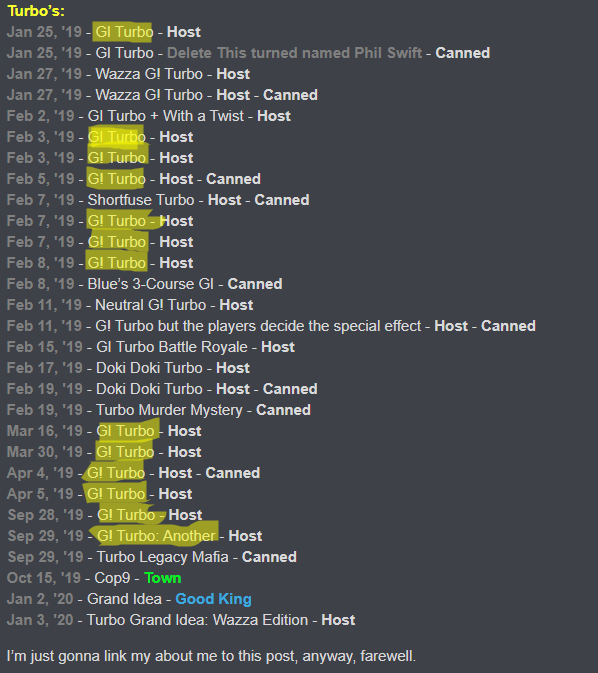 Turbo's:
Jan 25, '19 - GI Turbo - Host
Jan 25, '19 - GI Turbo - Delete This turned named Phil Swift - Canned
Jan 27, '19 - Wazza G! Turbo - Host
Jan 27, '19 - Wazza G! Turbo - Host - Canned
Feb 2, '19 - GI Turbo + With a Twist - Host
Feb 3, '19 - GI Turbo - Host
Feb 3, '19 - G! Turbo - Host
Feb 5, '19 - G! Turbo - Host - Canned
Feb 7, '19 - Shortfuse Turbo - Host - Canned
Feb 7, '19 - G! Turbo - Host
Feb 7, '19 - G! Turbo - Host
Feb 8, '19 - G! Turbo - Host
Feb 8, '19 - Blue's 3-Course GI - Canned
Feb 11, '19 - Neutral G! Turbo - Host
Feb 11, '19 - G! Turbo but the players decide the special effect - Host - Canned
Feb 15, '19 - GI Turbo Battle Royale - Host
Feb 17, '19 - Doki Doki Turbo - Host
Feb 19, '19 - Doki Doki Turbo - Host - Canned
Feb 19, '19 - Turbo Murder Mystery - Canned
Mar 16, '19 - GI Turbo - Host
Mar 30, '19 - G! Turbo - Host
Apr 4, '19 - G! Turbo - Host - Canned
Apr 5, '19 - G! Turbo - Host
Sep 28, '19 - G! Turbo - Host
Sep 29, '19 - G! Turbo: Another - Host
Sep 29, '19 - Turbo Legacy Mafia - Canned
Oct 15, '19 - Cop9 - Town
Jan 2, '20 - Grand Idea - Good King
Jan 3, '20 - Turbo Grand Idea: Wazza Edition - Host
I'm just gonna link my about me to this post, anyway, farewell.